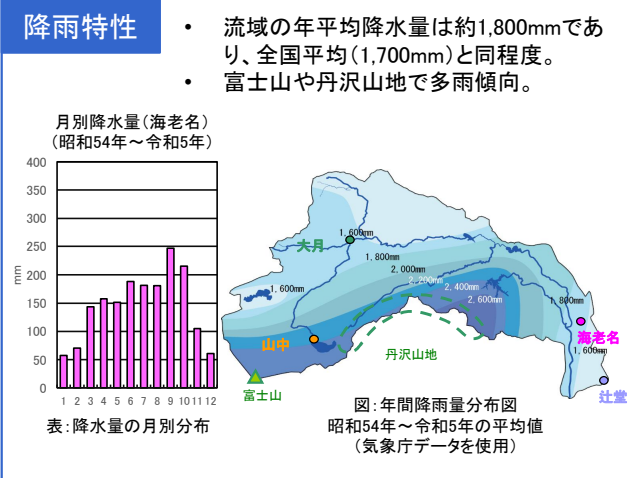 降雨特性
• 流域の年平均降水量は約1,800mmであ
り、全国平均(1,700mm)と同程度。
• 富士山や丹沢山地で多雨傾向。
月別降水量(海老名)
(昭和54年～令和5年)
400
350
300
250
200
150
100
50
0
mm
1 2 3 4 5 6 7 8 9 10 11 12
表:降水量の月別分布
1,600mm
大月
1,800mm
2,000mm
2,200mm
2,400mm
2,600mm
1,600mm
1,800mm
海老名
1,600mm
山中
丹沢山地
富士山
辻堂
図:年間降雨量分布図
昭和54年～令和5年の平均値
(気象庁データを使用)